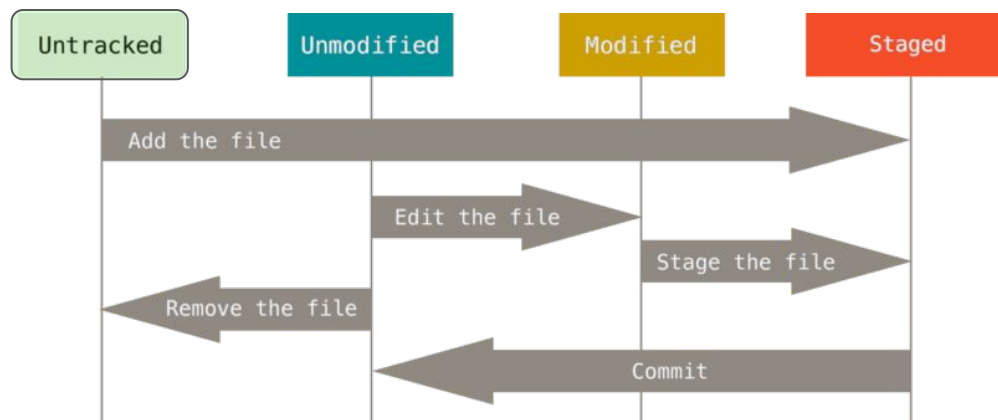 Untracked
Unmodified
Modified
Staged
Add the file
Edit the file
Stage the file
Remove the file
Commit